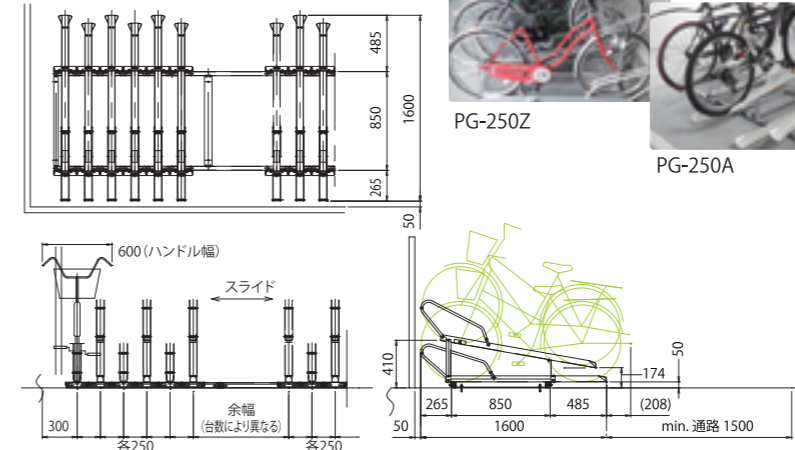 485
850
1600
265
50
PG-250Z
PG-250A
600（ハンドル幅）
スライド
余幅
（台数により異なる）
300
各250
各250
410
174
50
265
850
485
(208)
50
1600
min. 通路 1500